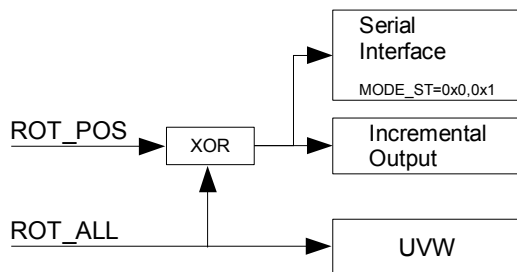 Serial
Interface
MODE_ST=0x0,0x1
ROT_POS
XOR
Incremental
Output
ROT_ALL
UVW